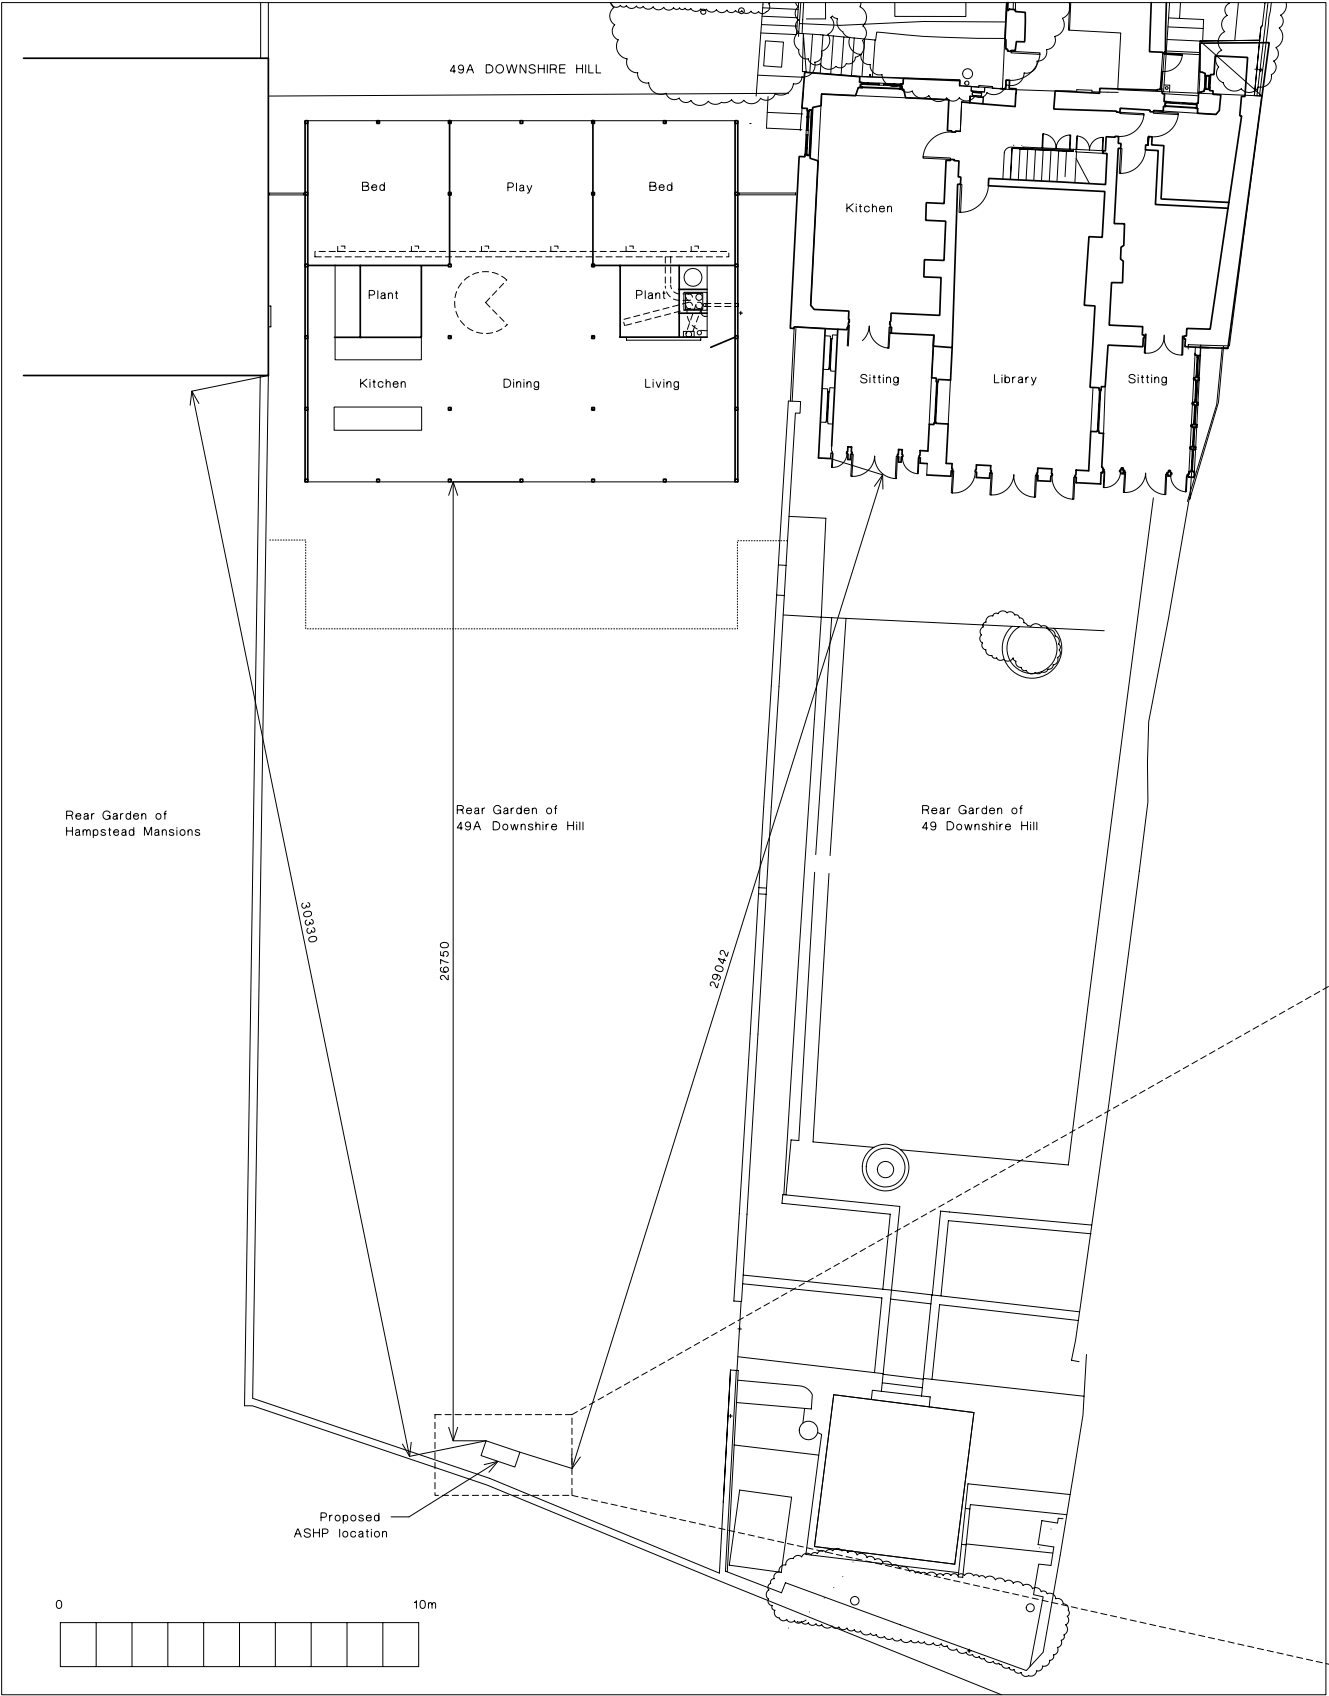 49A DOWNSHIRE HILL
Bed
Play
Bed
Kitchen
Plant
Plant
Kitchen
Dining
Living
Sitting
Library
Sitting
Rear Garden of
Hampstead Mansions
Rear Garden of
49A Downshire Hill
Rear Garden of
49 Downshire Hill
30330
26750
29042
Proposed
ASHP location
0
10m